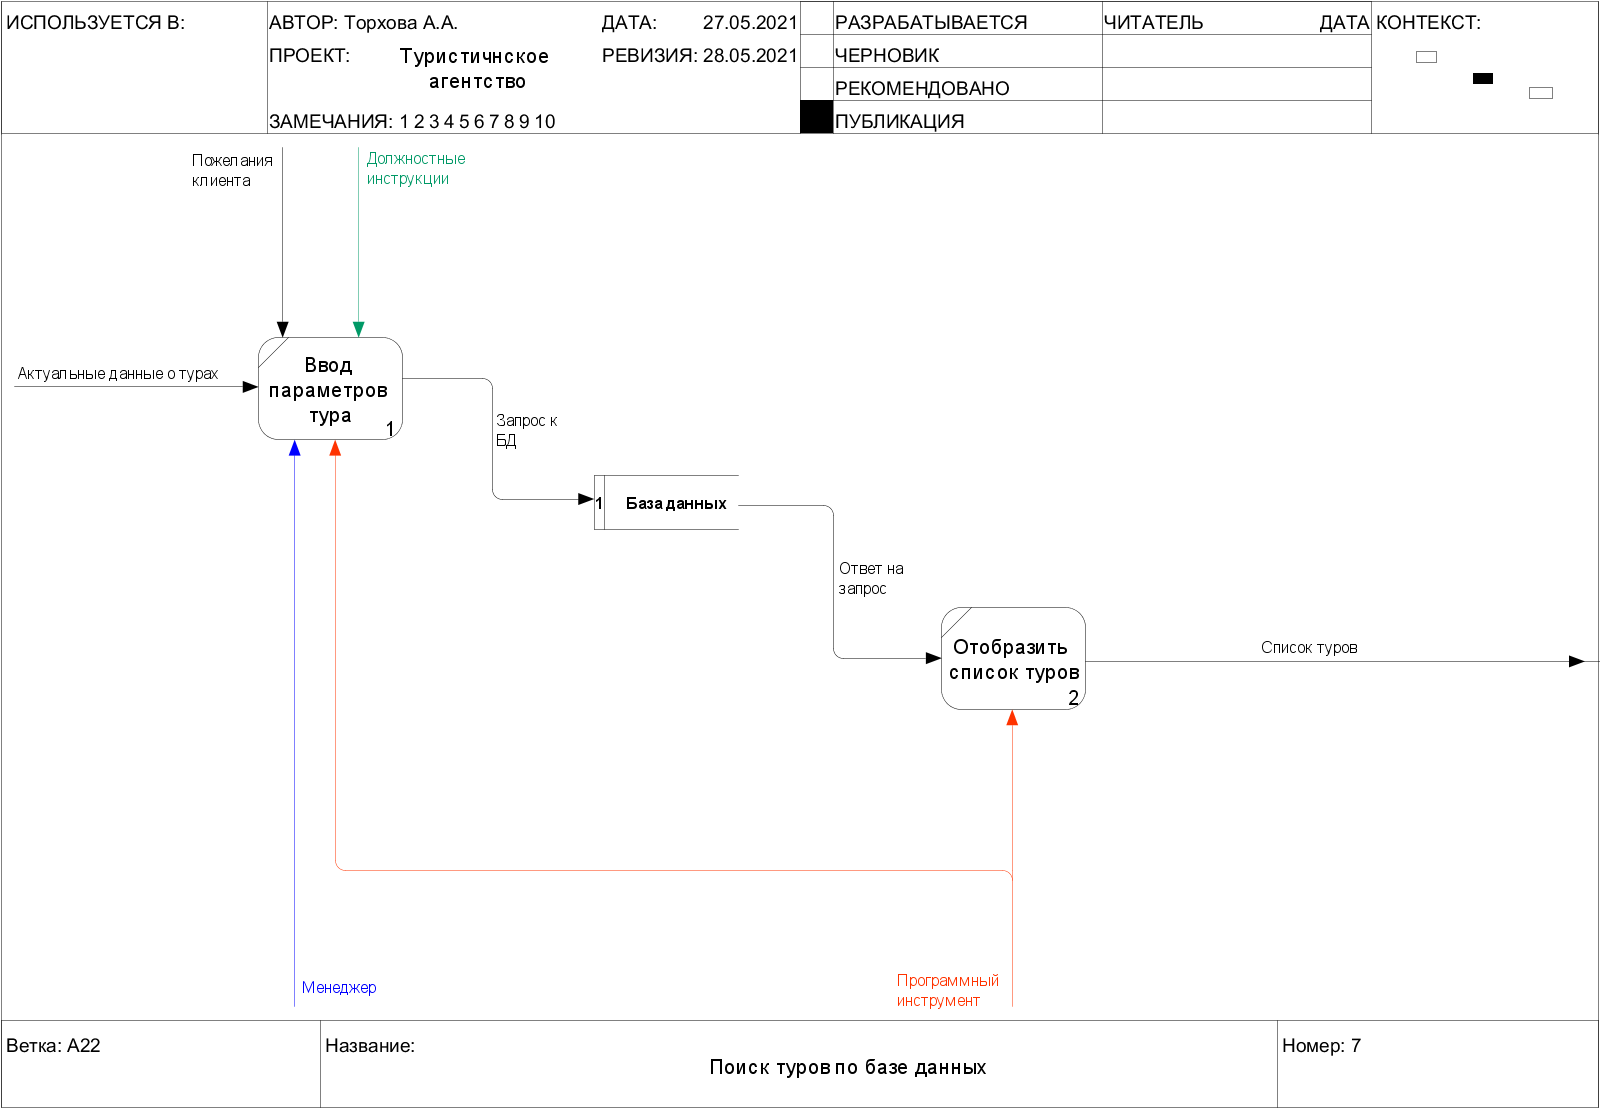 ИСПОЛЬЗУЕТСЯ В:
АВТОР: Торхова А.А.
ДАТА: 27.05.2021
ПРОЕКТ: Туристичнское
агентство
РЕВИЗИЯ: 28.05.2021
ЗАМЕЧАНИЯ: 1 2 3 4 5 6 7 8 9 10
РАЗРАБАТЫВАЕТСЯ
ЧЕРНОВИК
РЕКОМЕНДОВАНО
ПУБЛИКАЦИЯ
ЧИТАТЕЛЬ ДАТА
КОНТЕКСТ:
Пожелания
клиента
Должностные
инструкции
Актуальные данные о турах
Ввод
параметров
тура
1
Запрос к
БД
1 База данных
Ответ на
запрос
Отобразить
список туров
2
Список туров
Менеджер
Программный
инструмент
Ветка: A22
Название:
Поиск туров по базе данных
Номер: 7